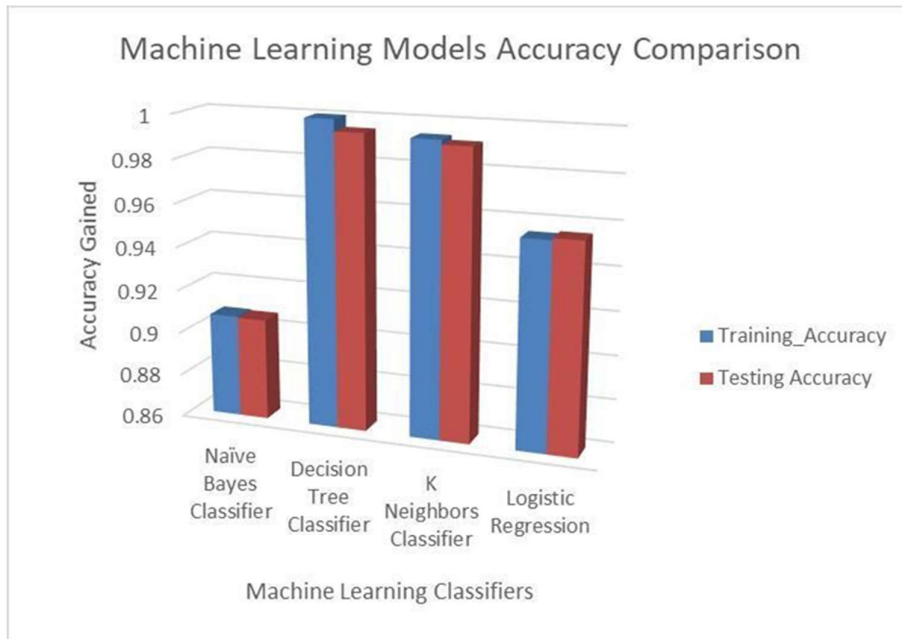 Machine Learning Models Accuracy Comparison
Accuracy Gained
1
0.98
0.96
0.94
0.92
0.9
0.88
0.86
Naïve
Bayes
Classifier
Decision
Tree
Classifier
K
Neighbors
Classifier
Logistic
Regression
Machine Learning Classifiers
Training_Accuracy
Testing Accuracy